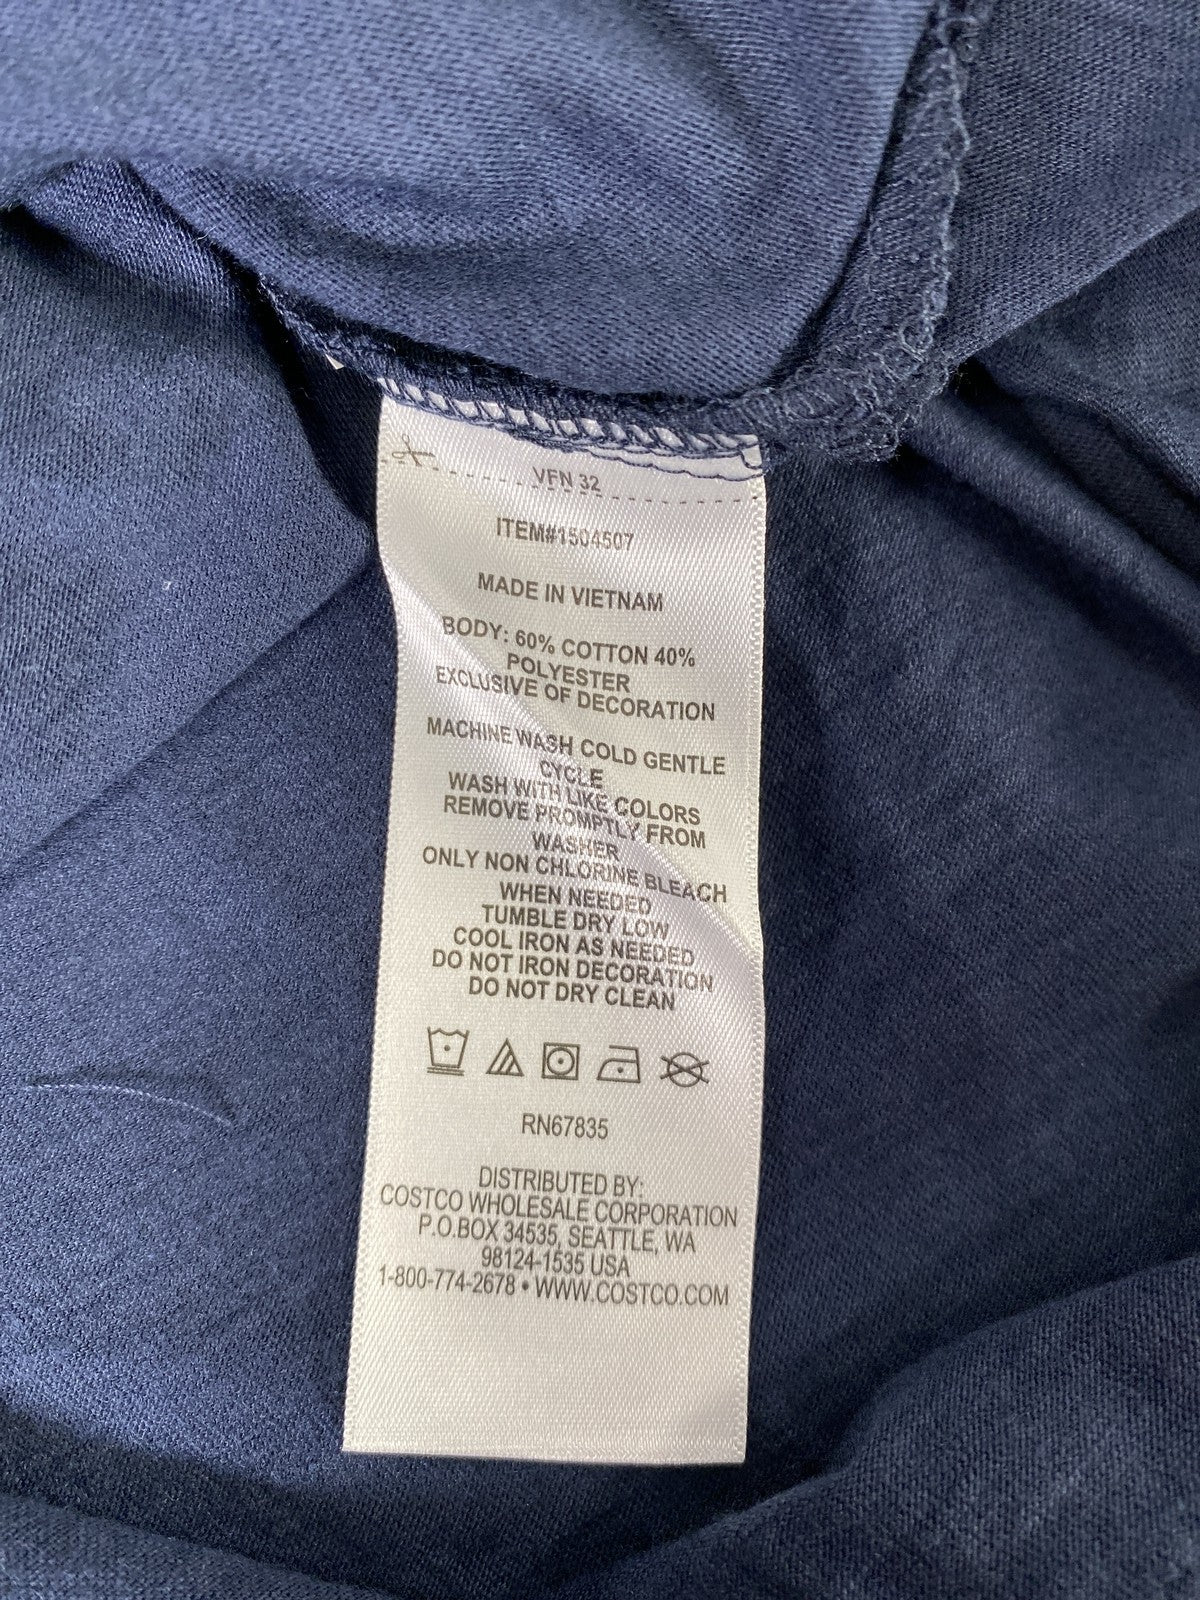 VFN 32
ITEM#1504507
MADE IN VIETNAM
BODY: 60% COTTON 40%
POLYESTER
EXCLUSIVE OF DECORATION
MACHINE WASH COLD GENTLE
CYCLE
WASH WITH LIKE COLORS
REMOVE PROMPTLY FROM
WASHER
ONLY NON CHLORINE BLEACH
WHEN NEEDED
TUMBLE DRY LOW
COOL IRON AS NEEDED
DO NOT IRON DECORATION
DO NOT DRY CLEAN
RN67835
DISTRIBUTED BY:
COSTCO WHOLESALE CORPORATION
P.O.BOX 34535, SEATTLE, WA
98124-1535 USA
1-800-774-2678 • WWW.COSTCO.COM